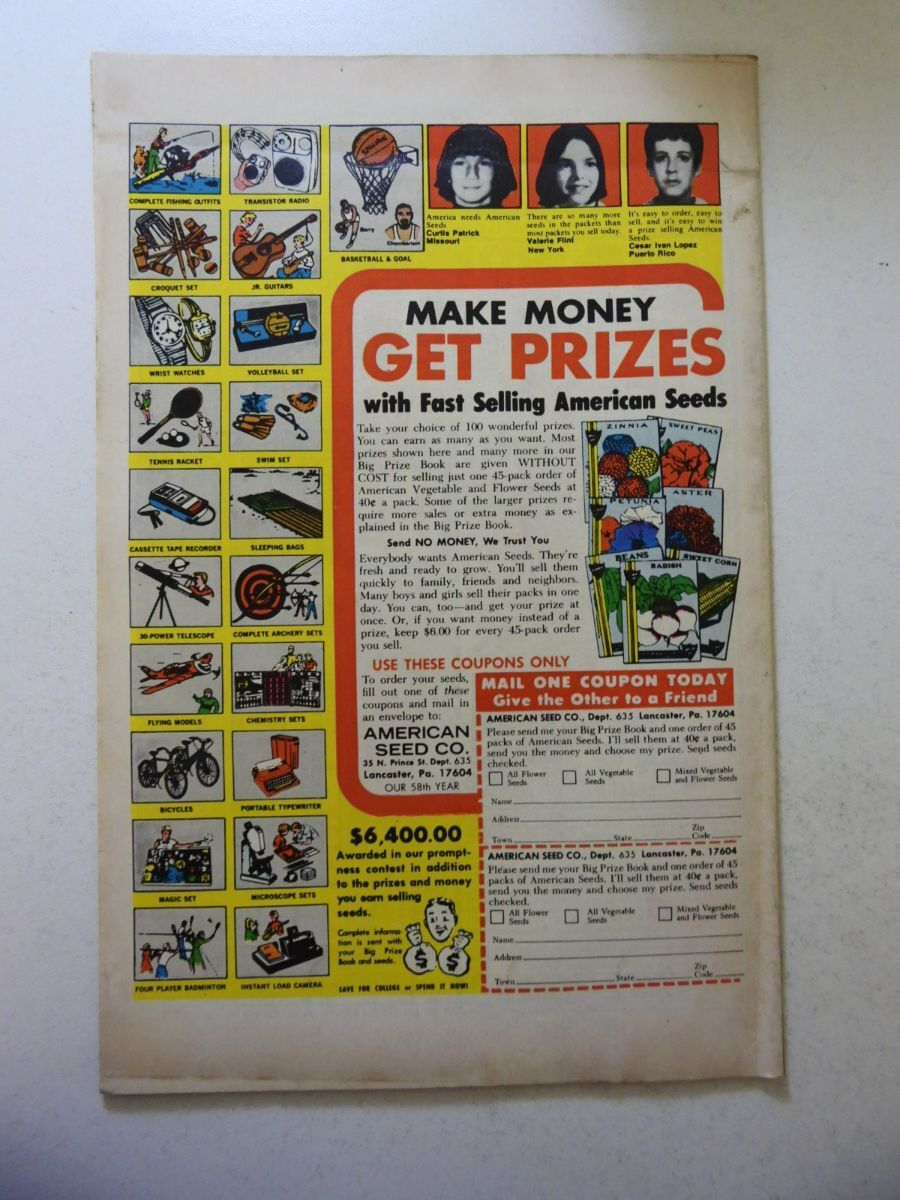 COMPLETE FISHING OUTFITS
TRANSISTOR RADIO
Spalding
Barry
Chamberlain
BASKETBALL & GOAL
America needs American
Seeds
Curtis Patrick
Missouri
There are so many more
seeds in the packets than
most packets you sell today.
Valerie Flini
New York
It's easy to order, easy to
sell, and it's easy to win
a prize selling American
Seeds.
Cesar Ivan Lopez
Puerto Rico
CROQUET SET
JR. GUITARS
WRIST WATCHES
VOLLEYBALL SET
TENNIS RACKET
SWIM SET
CASSETTE TAPE RECORDER
SLEEPING BAGS
30-POWER TELESCOPE
COMPLETE ARCHERY SETS
FLYING MODELS
CHEMISTRY SETS
BICYCLES
PORTABLE TYPEWRITER
MAGIC SET
MICROSCOPE SETS
FOUR PLAYER BADMINTON
INSTANT LOAD CAMERA
MAKE MONEY
GET PRIZES
with Fast Selling American Seeds
Take your choice of 100 wonderful prizes.
You can earn as many as you want. Most
prizes shown here and many more in our
Big Prize Book are given WITHOUT
COST for selling just one 45-pack order of
American Vegetable and Flower Seeds at
40¢ a pack. Some of the larger prizes re-
quire more sales or extra money as ex-
plained in the Big Prize Book.
Send NO MONEY, We Trust You
Everybody wants American Seeds. They're
fresh and ready to grow. You'll sell them
quickly to family, friends and neighbors.
Many boys and girls sell their packs in one
day. You can, too—and get your prize at
once. Or, if you want money instead of a
prize, keep $6.00 for every 45-pack order
you sell.
ZINNIA
SWEET PEAS
PETUNIA
ASTER
BEANS
RADISH
SWEET CORN
USE THESE COUPONS ONLY
To order your seeds,
fill out one of these
coupons and mail in
an envelope to:
AMERICAN
SEED CO.
35 N. Prince St. Dept. 635
Lancaster, Pa. 17604
OUR 58th YEAR
MAIL ONE COUPON TODAY
Give the Other to a Friend
AMERICAN SEED CO., Dept. 635 Lancaster, Pa. 17604
Please send me your Big Prize Book and one order of 45
packs of American Seeds. I'll sell them at 40¢ a pack,
send you the money and choose my prize. Send seeds
checked.
All Flower Seeds
All Vegetable Seeds
Mixed Vegetable and Flower Seeds
Name
Address
Town State Zip Code
AMERICAN SEED CO., Dept. 635 Lancaster, Pa. 17604
Please send me your Big Prize Book and one order of 45
packs of American Seeds. I'll sell them at 40¢ a pack,
send you the money and choose my prize. Send seeds
checked.
All Flower Seeds
All Vegetable Seeds
Mixed Vegetable and Flower Seeds
Name
Address
Town State Zip Code
$6,400.00
Awarded in our prompt-
ness contest in addition
to the prizes and money
you earn selling
seeds.
Complete informa-
tion is sent with
your Big Prize
Book and seeds.
$ $
SAVE FOR COLLEGE or SPEND IT NOW!